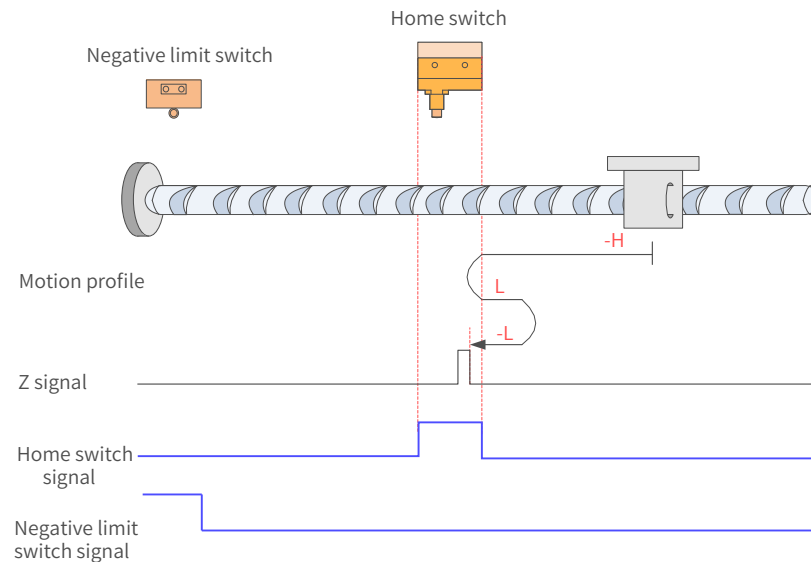 Home switch
Negative limit switch
-H
Motion profile
L
-L
Z signal
Home switch
signal
Negative limit
switch signal